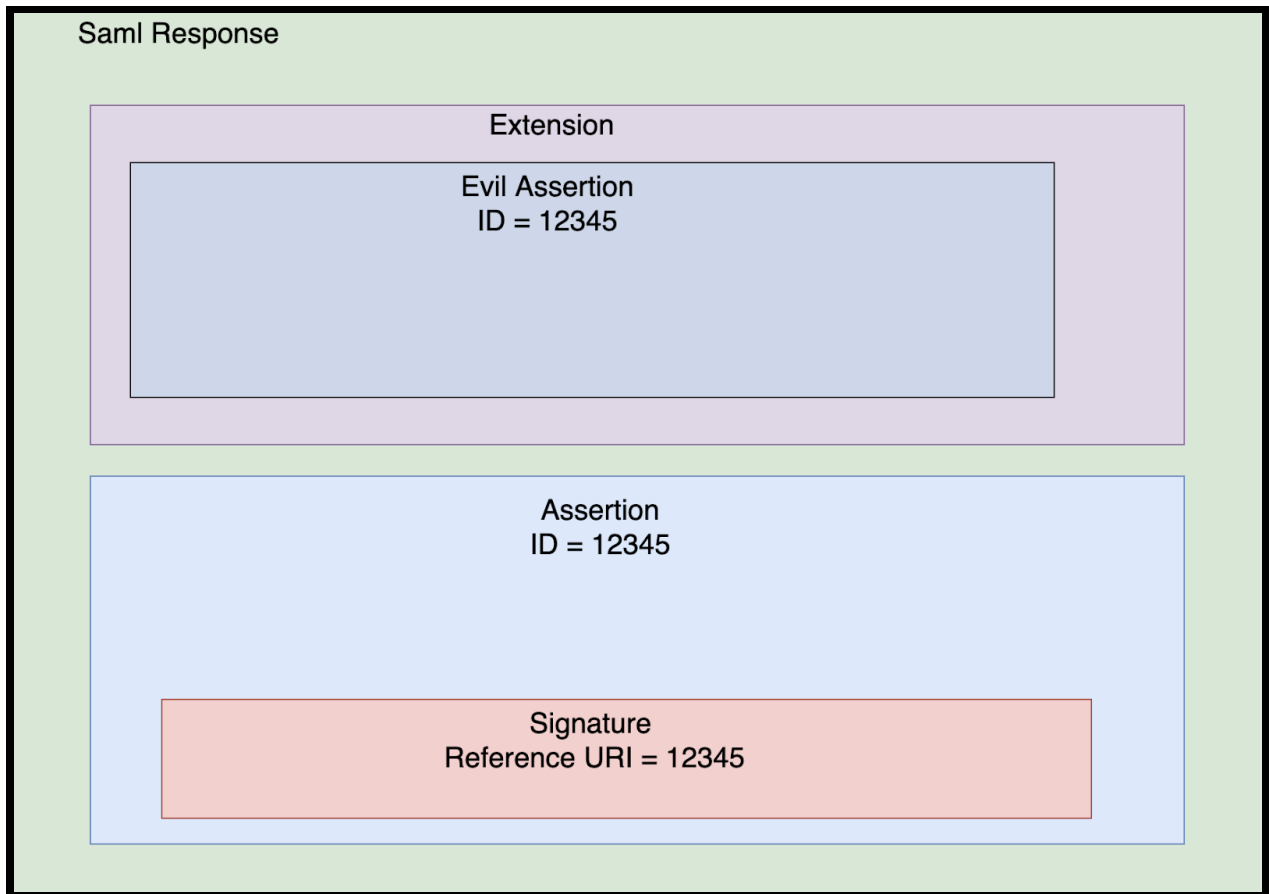 Saml Response
Extension
Evil Assertion
ID = 12345
Assertion
ID = 12345
Signature
Reference URI = 12345